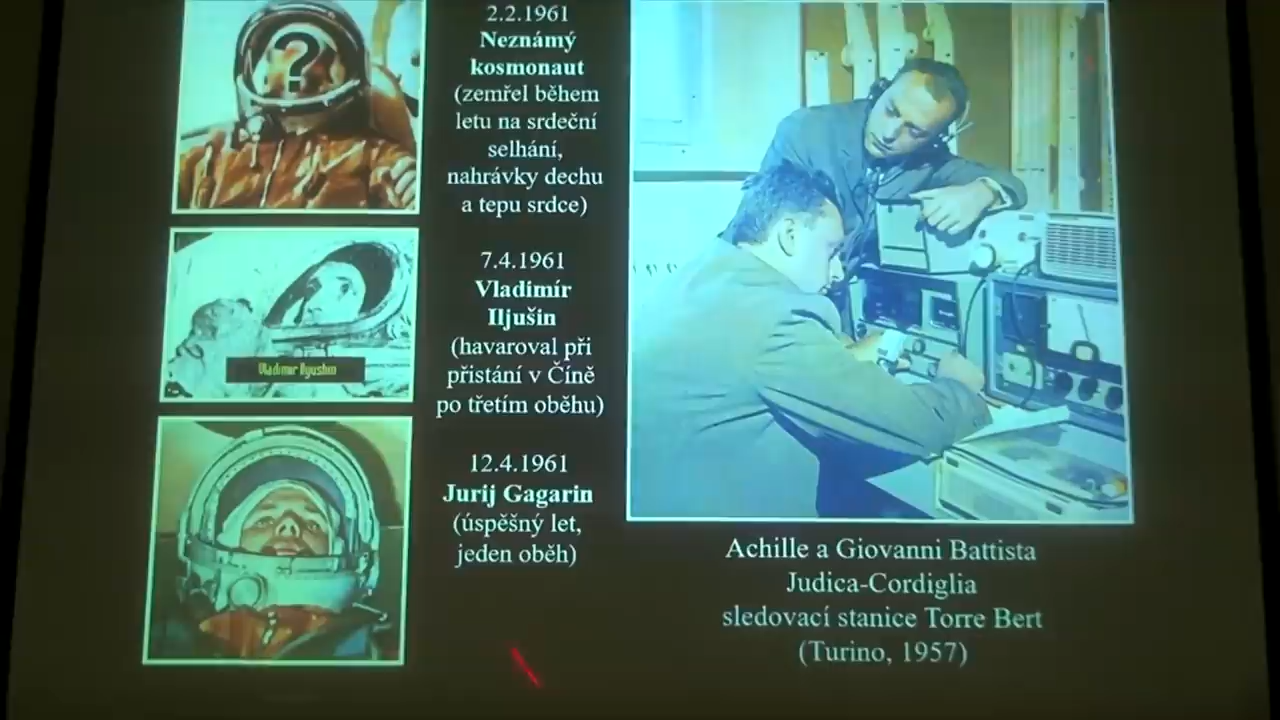 ?
2.2.1961
Neznámý
kosmonaut
(zemřel během
letu na srdeční
selhání,
nahrávky dechu
a tepu srdce)
Vladimir Ilyushin
7.4.1961
Vladimír
Iljušin
(havaroval při
přistání v Číně
po třetím oběhu)
12.4.1961
Jurij Gagarin
(úspěšný let,
jeden oběh)
Achille a Giovanni Battista
Judica-Cordiglia
sledovací stanice Torre Bert
(Turino, 1957)